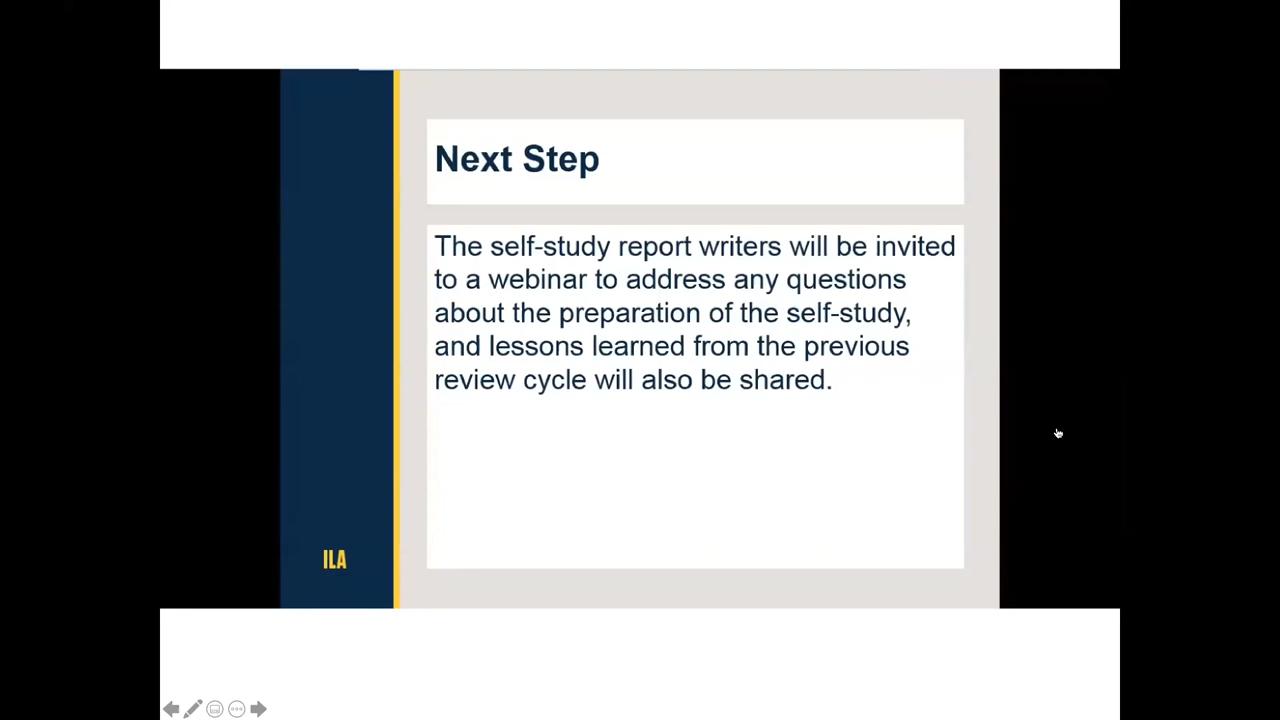 Next Step
The self-study report writers will be invited
to a webinar to address any questions
about the preparation of the self-study,
and lessons learned from the previous
review cycle will also be shared.
ILA